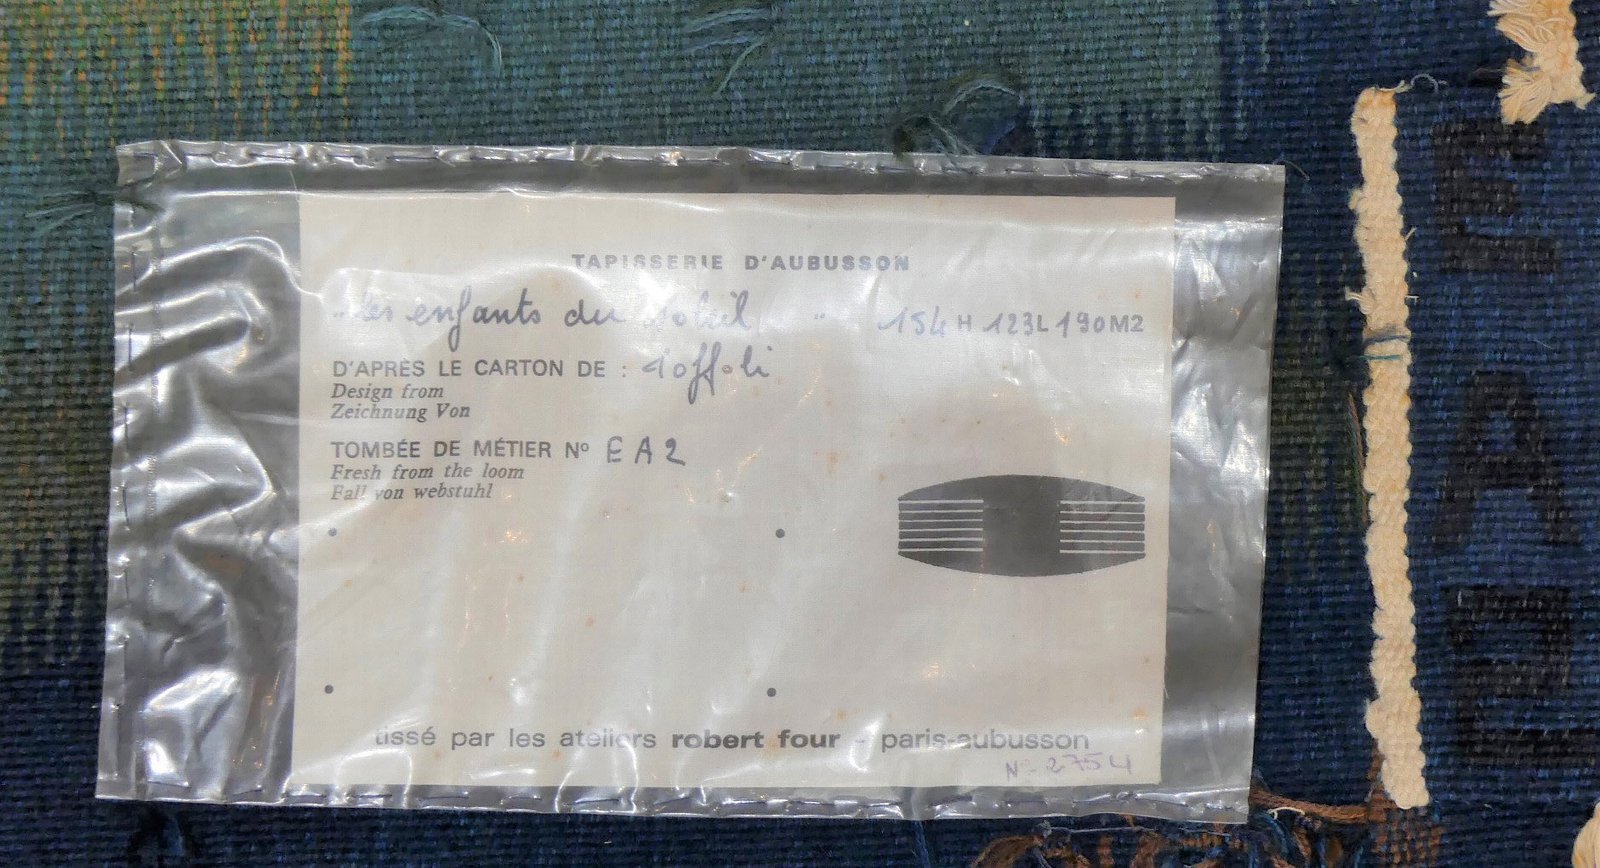 TAPISSERIE D'AUBUSSON
"les enfants du soleil" 154 H 123 L 190 M2
D'APRÈS LE CARTON DE : Toffoli
Design from
Zeichnung Von
TOMBÉE DE MÉTIER Nº EA2
Fresh from the loom
Fall von webstuhl
tissé par les ateliers robert four - paris-aubusson
Nº 2754